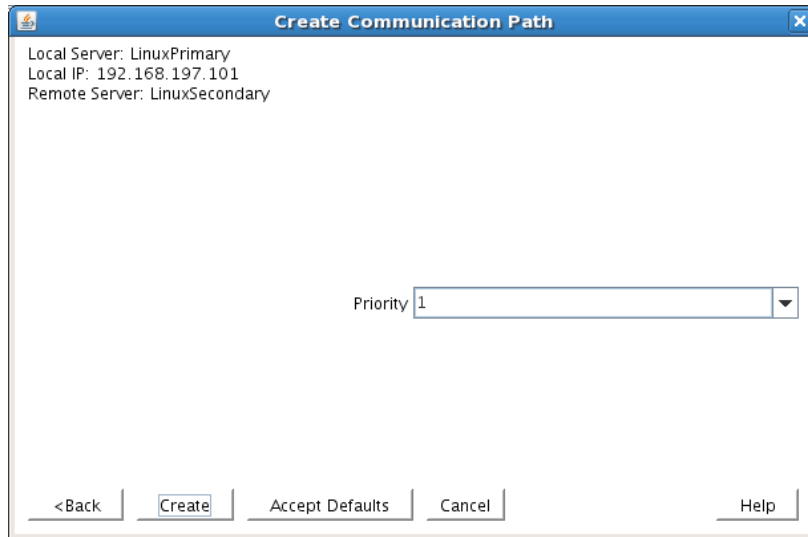 Create Communication Path
Local Server: LinuxPrimary
Local IP: 192.168.197.101
Remote Server: LinuxSecondary
Priority 1
<Back Create Accept Defaults Cancel Help